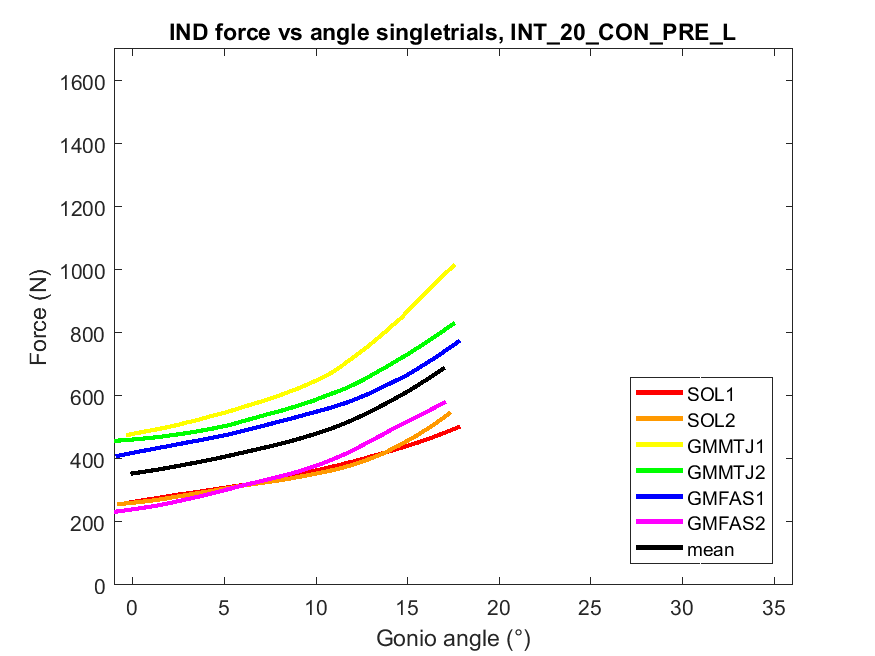 IND force vs angle singletrials, INT_20_CON_PRE_L
1600
1400
1200
1000
800
600
400
200
0
Force (N)
0 5 10 15 20 25 30 35
Gonio angle (°)
SOL1
SOL2
GMMTJ1
GMMTJ2
GMFAS1
GMFAS2
mean